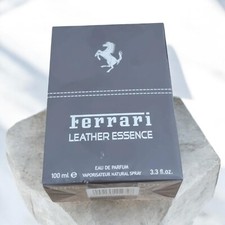 Ferrari
LEATHER ESSENCE
EAU DE PARFUM
100 ml e VAPORISATEUR NATURAL SPRAY 3.3 fl.oz.